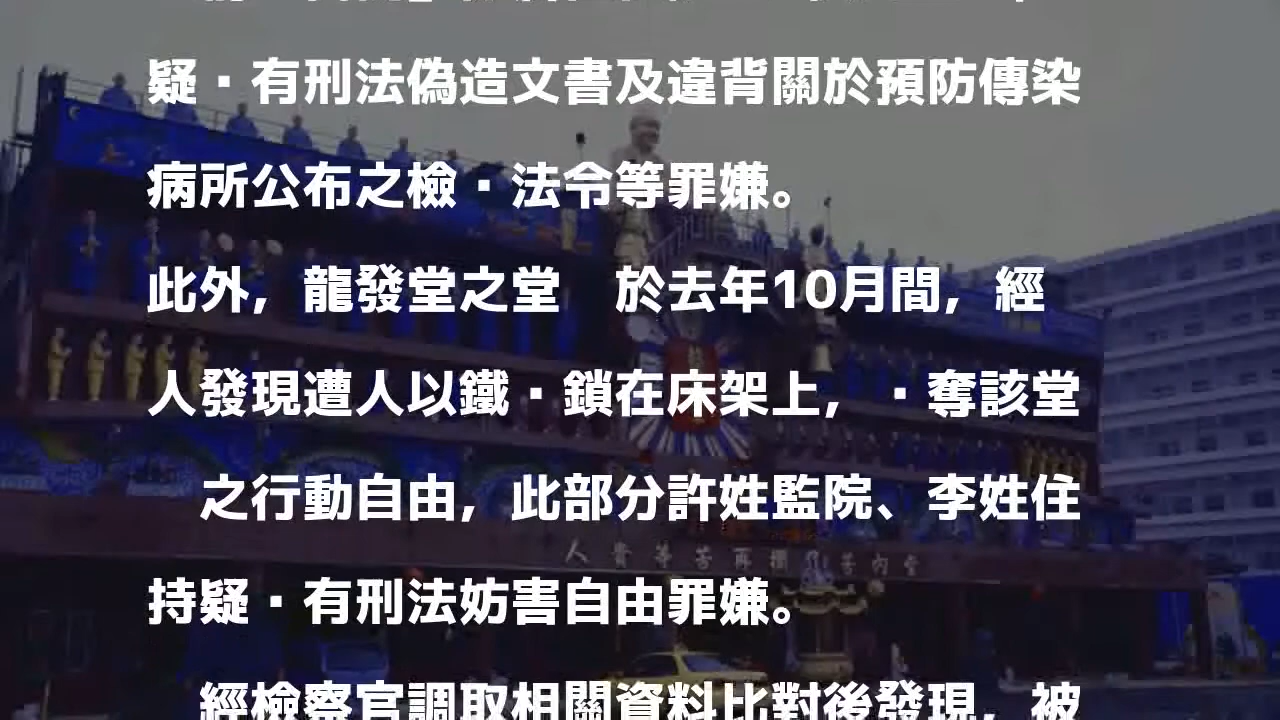 疑▪有刑法偽造文書及違背關於預防傳染
病所公布之檢▪法令等罪嫌。
此外，龍發堂之堂　於去年10月間，經
人發現遭人以鐵▪鎖在床架上，▪奪該堂
之行動自由，此部分許姓監院、李姓住
持疑▪有刑法妨害自由罪嫌。
經檢察官調取相關資料比對後發現，被